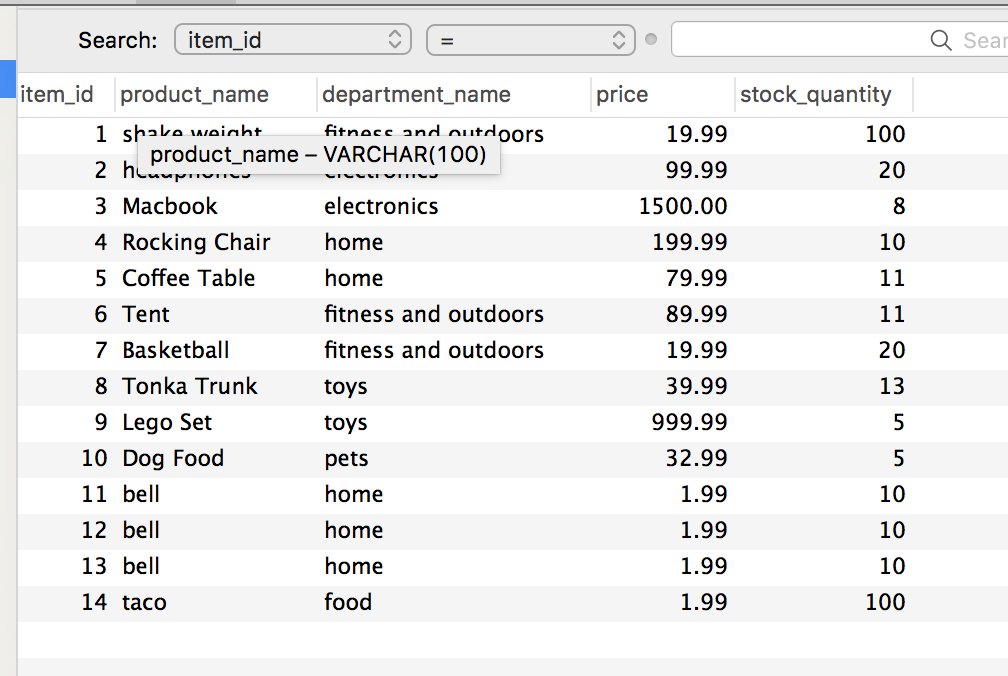 Search: item_id = Sear
item_id product_name department_name price stock_quantity
1 shake weight fitness and outdoors 19.99 100
product_name – VARCHAR(100)
2 headphones electronics 99.99 20
3 Macbook electronics 1500.00 8
4 Rocking Chair home 199.99 10
5 Coffee Table home 79.99 11
6 Tent fitness and outdoors 89.99 11
7 Basketball fitness and outdoors 19.99 20
8 Tonka Trunk toys 39.99 13
9 Lego Set toys 999.99 5
10 Dog Food pets 32.99 5
11 bell home 1.99 10
12 bell home 1.99 10
13 bell home 1.99 10
14 taco food 1.99 100